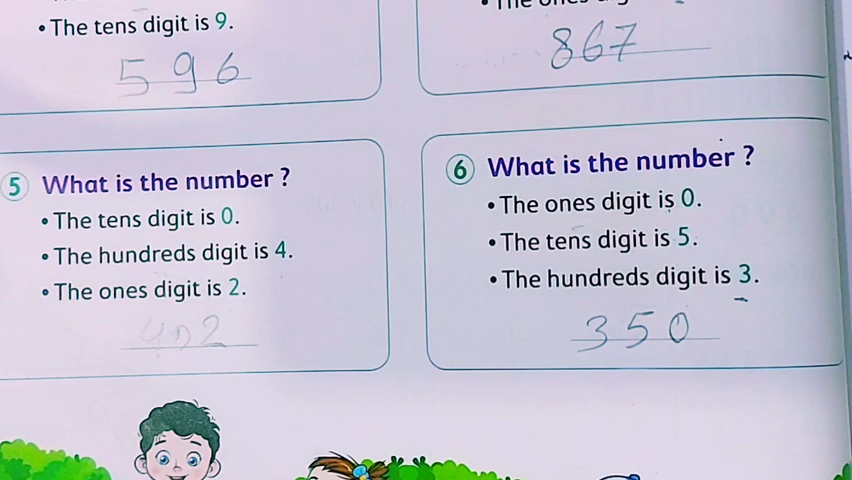 • The tens digit is 9.
596
867
5 What is the number ?
• The tens digit is 0.
• The hundreds digit is 4.
• The ones digit is 2.
402
6 What is the number ?
• The ones digit is 0.
• The tens digit is 5.
• The hundreds digit is 3.
350